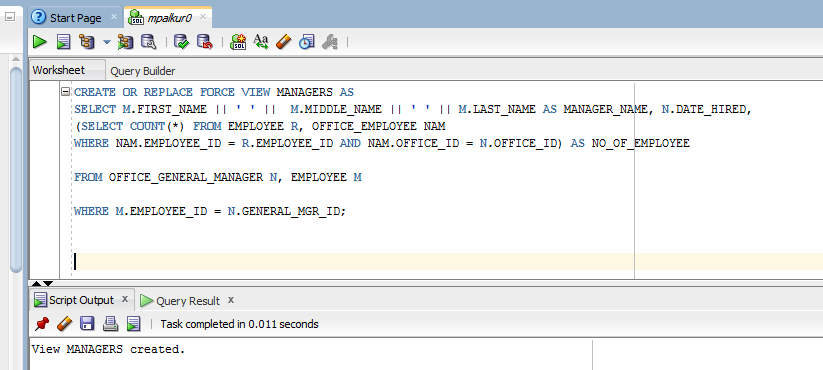 Start Page
mpalkur0
Worksheet Query Builder
CREATE OR REPLACE FORCE VIEW MANAGERS AS
SELECT M.FIRST_NAME || ' ' ||  M.MIDDLE_NAME || ' ' || M.LAST_NAME AS MANAGER_NAME, N.DATE_HIRED,
(SELECT COUNT(*) FROM EMPLOYEE R, OFFICE_EMPLOYEE NAM
WHERE NAM.EMPLOYEE_ID = R.EMPLOYEE_ID AND NAM.OFFICE_ID = N.OFFICE_ID) AS NO_OF_EMPLOYEE
FROM OFFICE_GENERAL_MANAGER N, EMPLOYEE M
WHERE M.EMPLOYEE_ID = N.GENERAL_MGR_ID;
Script Output x Query Result x
Task completed in 0.011 seconds
View MANAGERS created.